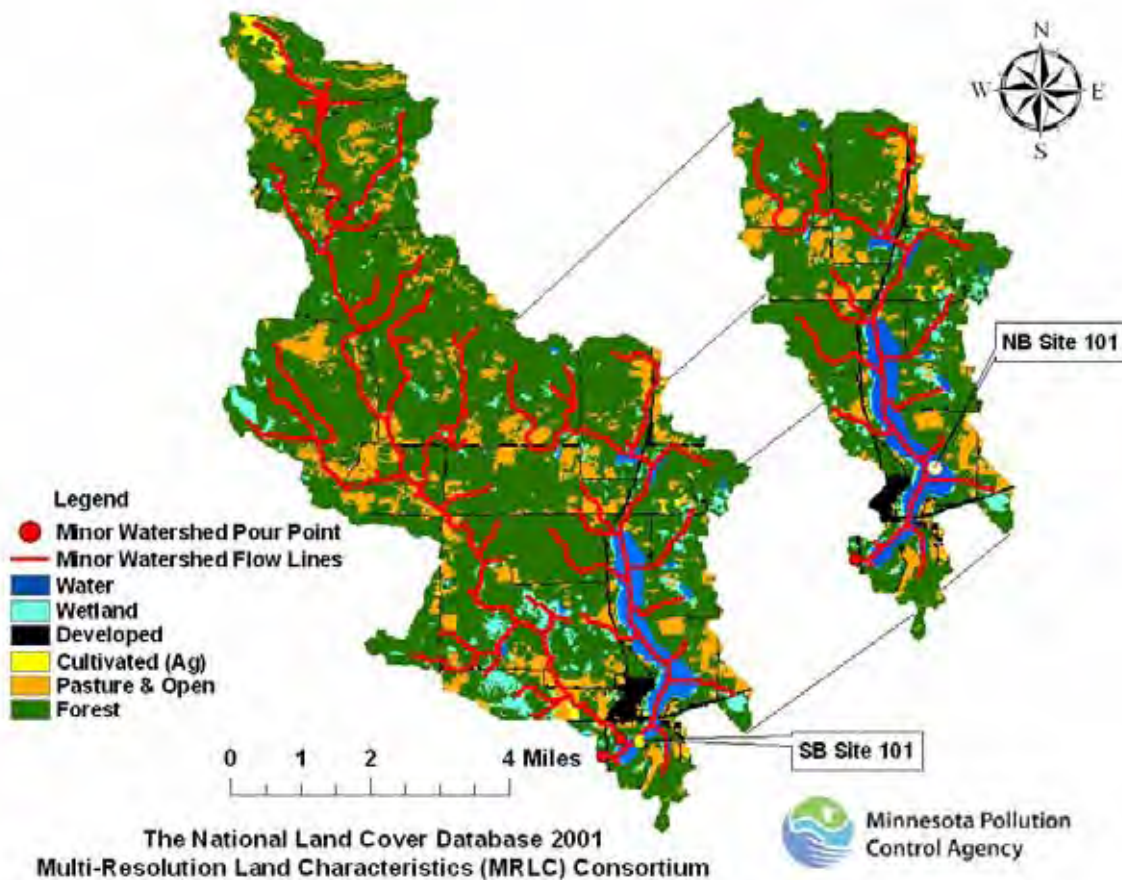 N
W E
S
NB Site 101
Legend
Minor Watershed Pour Point
Minor Watershed Flow Lines
Water
Wetland
Developed
Cultivated (Ag)
Pasture & Open
Forest
SB Site 101
0 2 4 Miles
The National Land Cover Database 2001
Multi-Resolution Land Characteristics (MRLC) Consortium
Minnesota Pollution
Control Agency